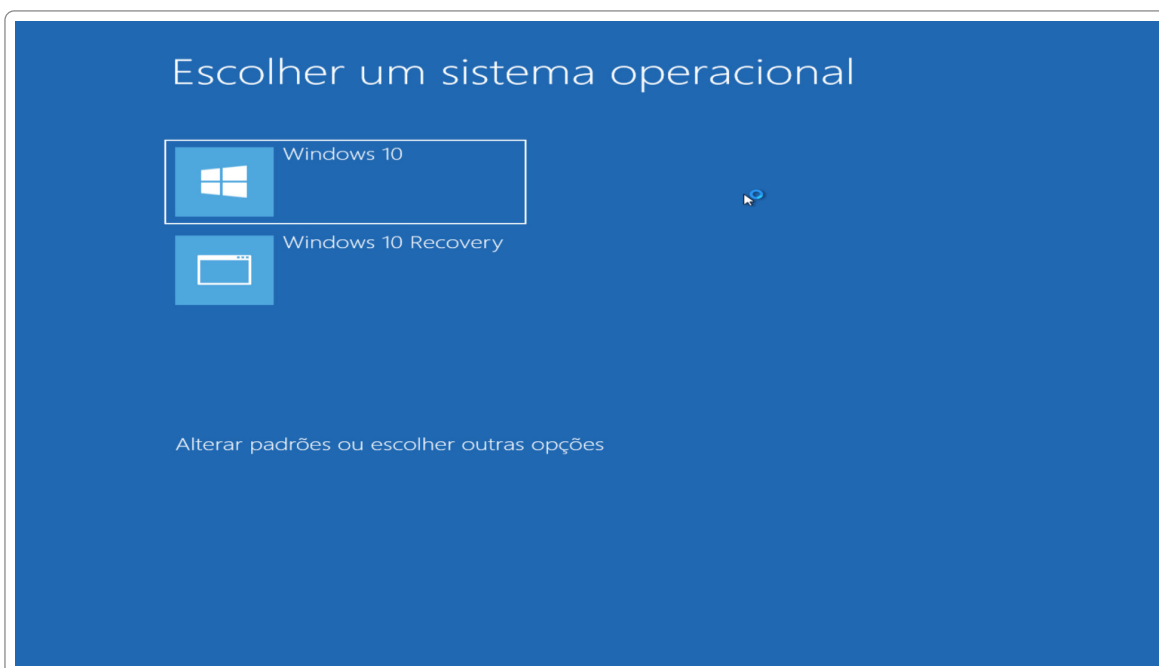 Escolher um sistema operacional
Windows 10
Windows 10 Recovery
Alterar padrões ou escolher outras opções